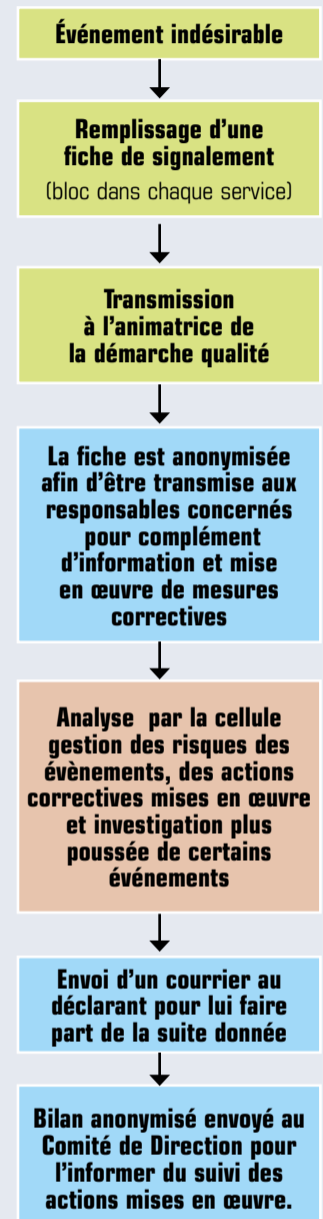 Événement indésirable
Remplissage d’une
fiche de signalement
(bloc dans chaque service)
Transmission
à l’animatrice de
la démarche qualité
La fiche est anonymisée
afin d’être transmise aux
responsables concernés
pour complément
d’information et mise
en œuvre de mesures
correctives
Analyse par la cellule
gestion des risques des
évènements, des actions
correctives mises en œuvre
et investigation plus
poussée de certains
événements
Envoi d’un courrier au
déclarant pour lui faire
part de la suite donnée
Bilan anonymisé envoyé au
Comité de Direction pour
l’informer du suivi des
actions mises en œuvre.